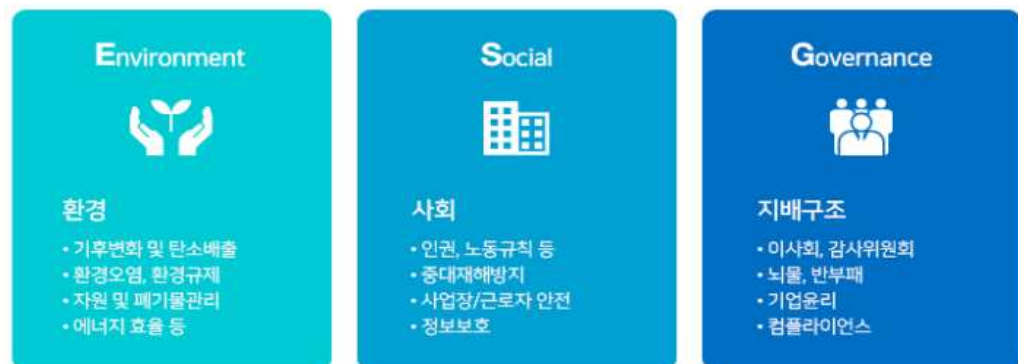 Environment
환경
• 기후변화 및 탄소배출
• 환경오염, 환경규제
• 자원 및 폐기물관리
• 에너지 효율 등
Social
사회
• 인권, 노동규칙 등
• 중대재해방지
• 사업장/근로자 안전
• 정보보호
Governance
지배구조
• 이사회, 감사위원회
• 뇌물, 반부패
• 기업윤리
• 컴플라이언스